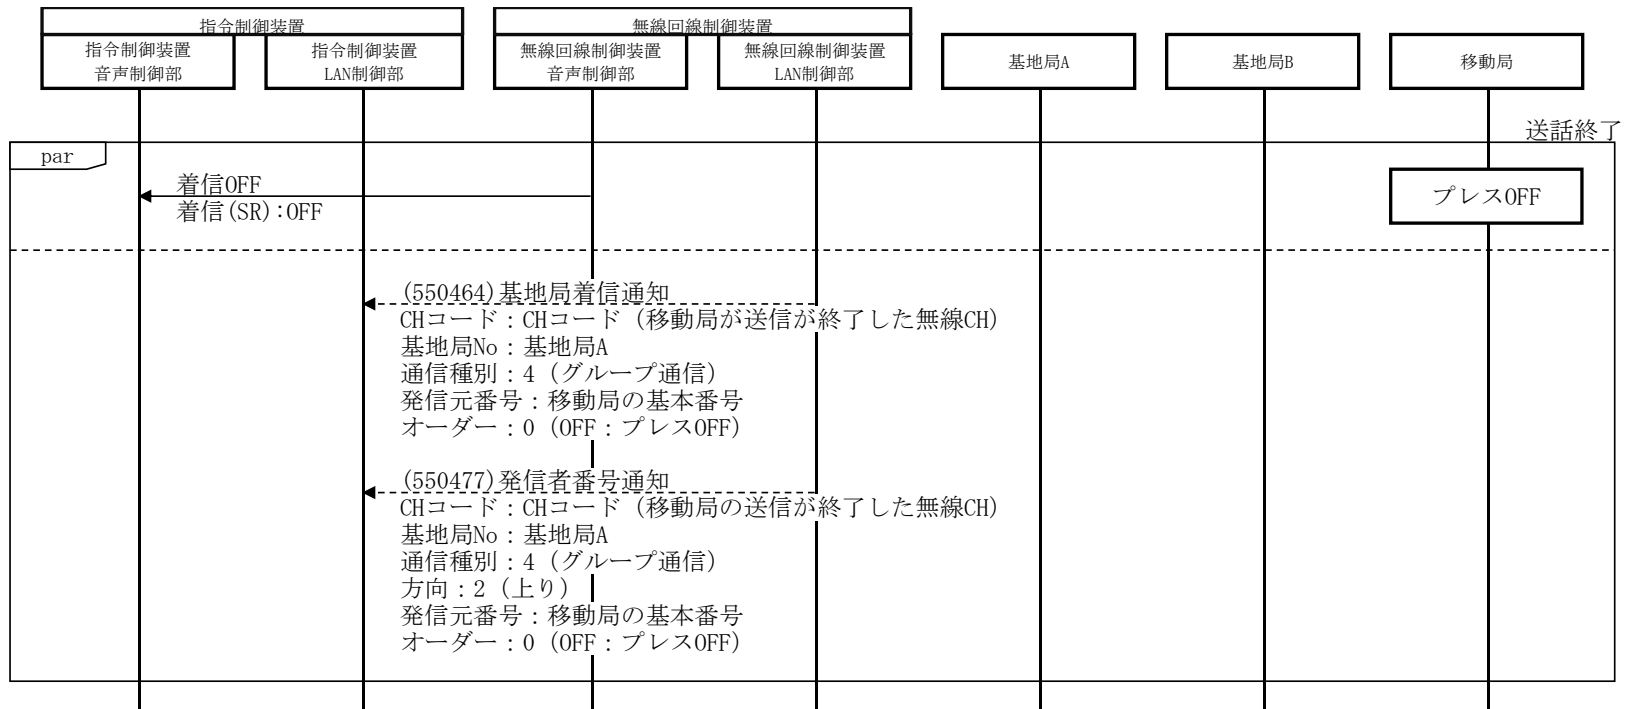 指令制御装置
無線回線制御装置
指令制御装置
音声制御部
指令制御装置
LAN制御部
無線回線制御装置
音声制御部
無線回線制御装置
LAN制御部
基地局A
基地局B
移動局
送話終了
par
着信OFF
着信(SR):OFF
プレスOFF
(550464)基地局着信通知
CHコード：CHコード（移動局が送信が終了した無線CH）
基地局No：基地局A
通信種別：4（グループ通信）
発信元番号：移動局の基本番号
オーダー：0（OFF：プレスOFF）
(550477)発信者番号通知
CHコード：CHコード（移動局の送信が終了した無線CH）
基地局No：基地局A
通信種別：4（グループ通信）
方向：2（上り）
発信元番号：移動局の基本番号
オーダー：0（OFF：プレスOFF）